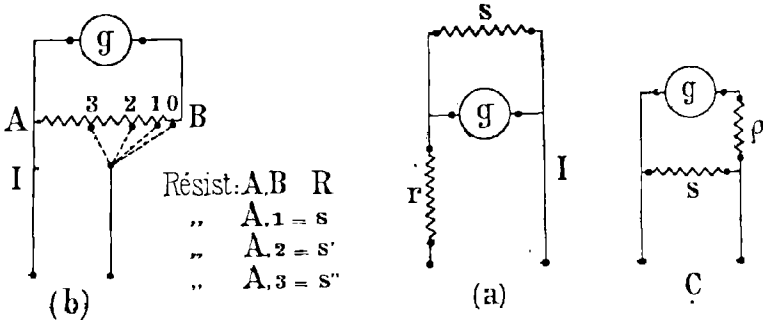 g
3 2 1 0
A B
I
Résist: A,B R
„ A,1 = s
„ A,2 = s'
„ A,3 = s"
(b)
s
g
r
I
(a)
g
ρ
s
C